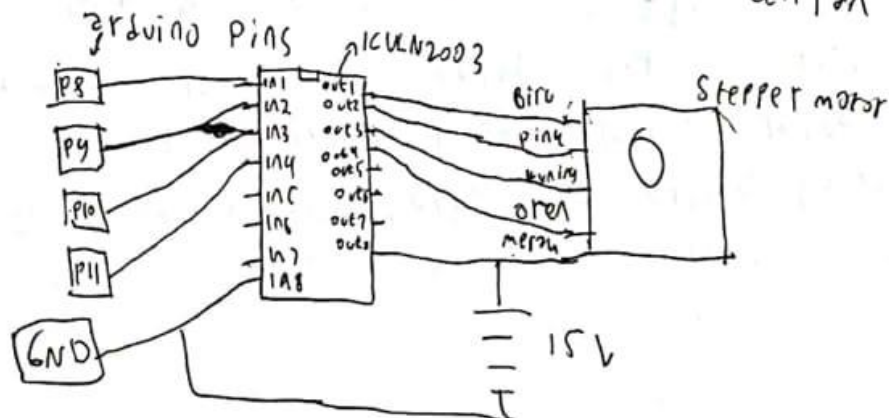 arduino pins
ICULN2003
P8
P9
P10
P11
GND
in1
in2
in3
in4
in5
in6
in7
in8
out1
out2
out3
out4
out5
out6
out7
out8
Biru
pink
kuning
oren
merah
Stepper motor
15V